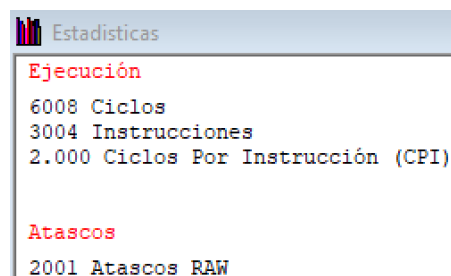 Estadisticas
Ejecución
6008 Ciclos
3004 Instrucciones
2.000 Ciclos Por Instrucción (CPI)
Atascos
2001 Atascos RAW